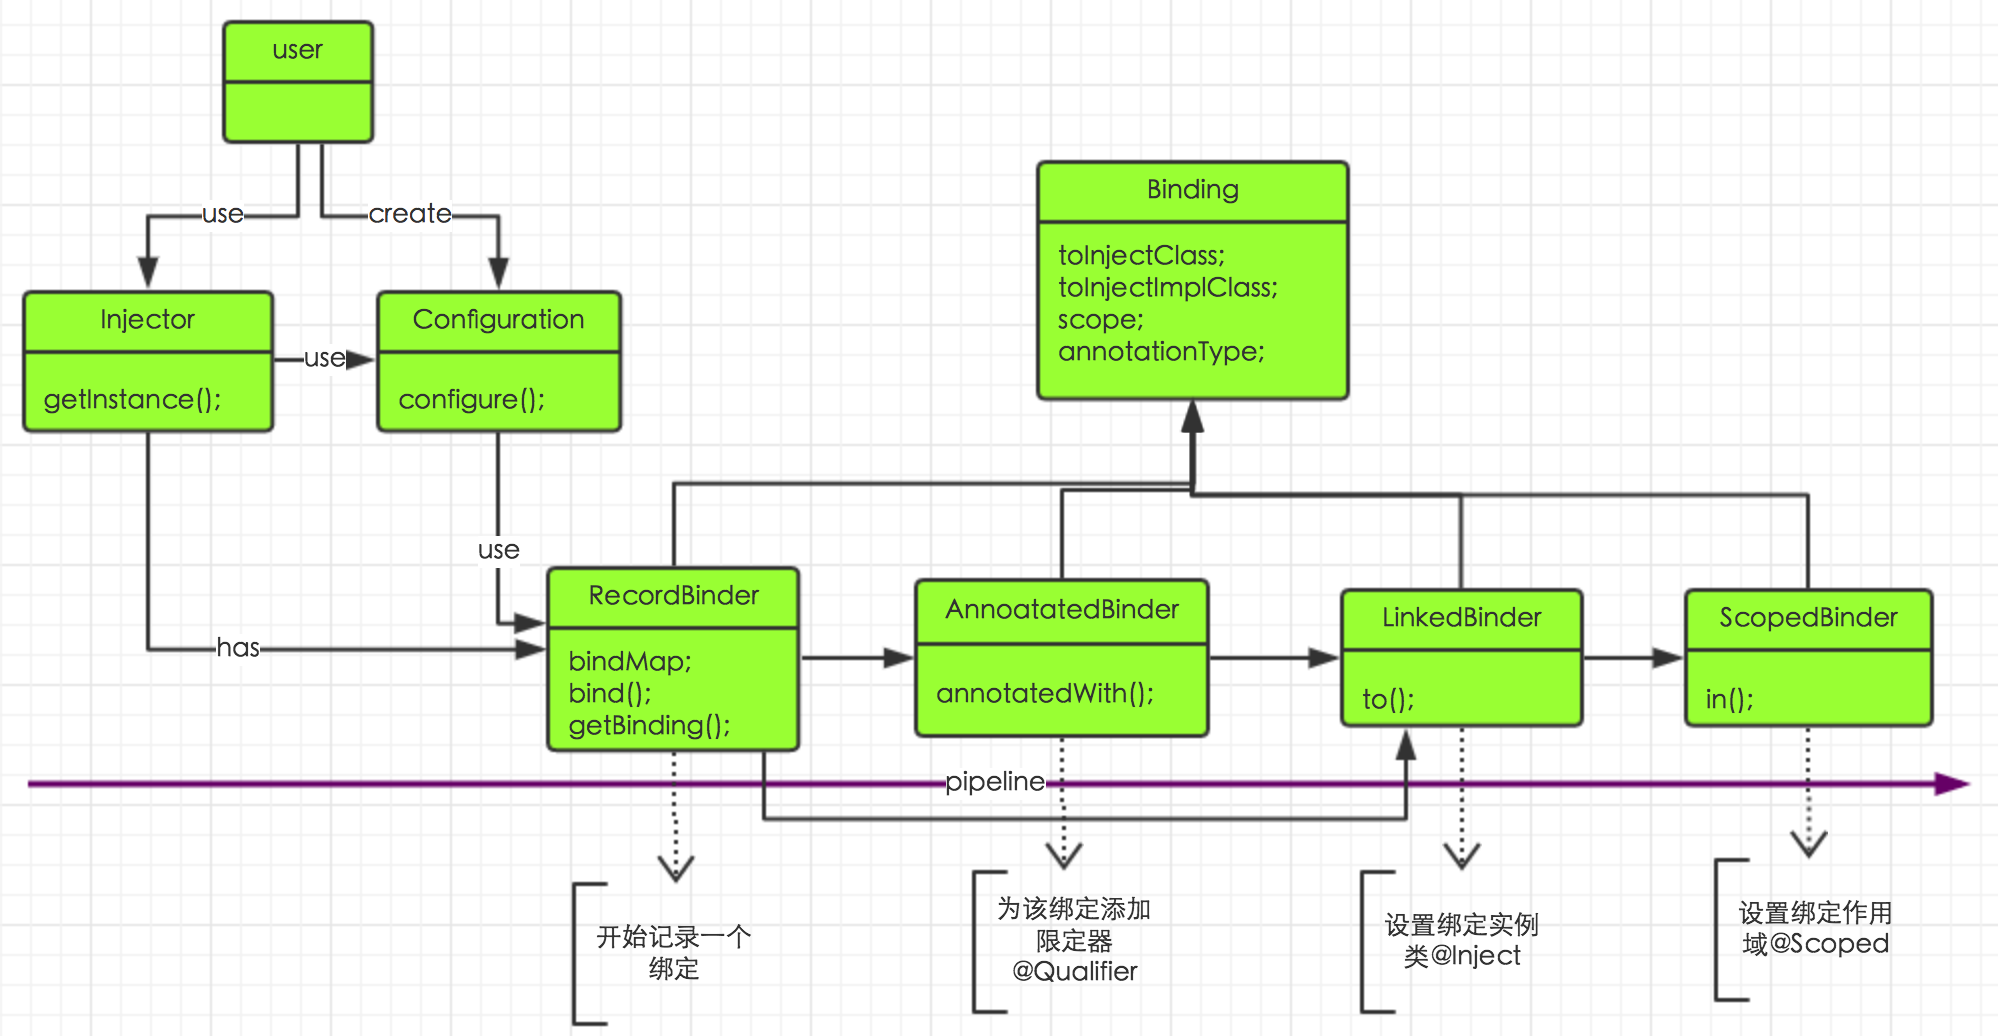 user
use
create
Injector
getInstance();
use
Configuration
configure();
Binding
toInjectClass;
toInjectImplClass;
scope;
annotationType;
use
has
RecordBinder
bindMap;
bind();
getBinding();
AnnoatatedBinder
annotatedWith();
LinkedBinder
to();
ScopedBinder
in();
pipeline
开始记录一个
绑定
为该绑定添加
限定器
@Qualifier
设置绑定实例
类@Inject
设置绑定作用
域@Scoped